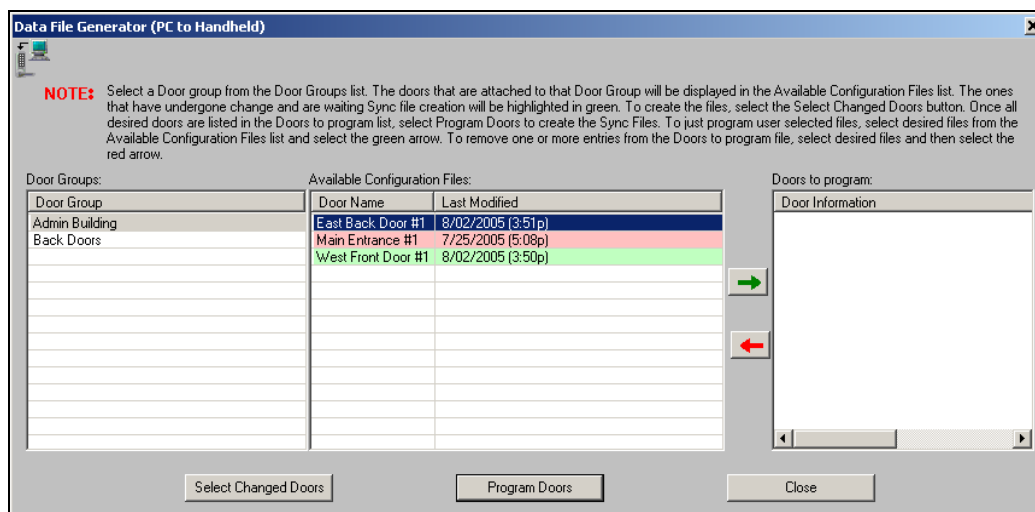 Data File Generator (PC to Handheld)
NOTE: Select a Door group from the Door Groups list. The doors that are attached to that Door Group will be displayed in the Available Configuration Files list. The ones
that have undergone change and are waiting Sync file creation will be highlighted in green. To create the files, select the Select Changed Doors button. Once all
desired doors are listed in the Doors to program list, select Program Doors to create the Sync Files. To just program user selected files, select desired files from the
Available Configuration Files list and select the green arrow. To remove one or more entries from the Doors to program file, select desired files and then select the
red arrow.
Door Groups: Available Configuration Files: Doors to program:
Door Group Door Name Last Modified Door Information
Admin Building East Back Door #1 8/02/2005 (3:51p)
Back Doors Main Entrance #1 7/25/2005 (5:08p)
West Front Door #1 8/02/2005 (3:50p)
Select Changed Doors Program Doors Close